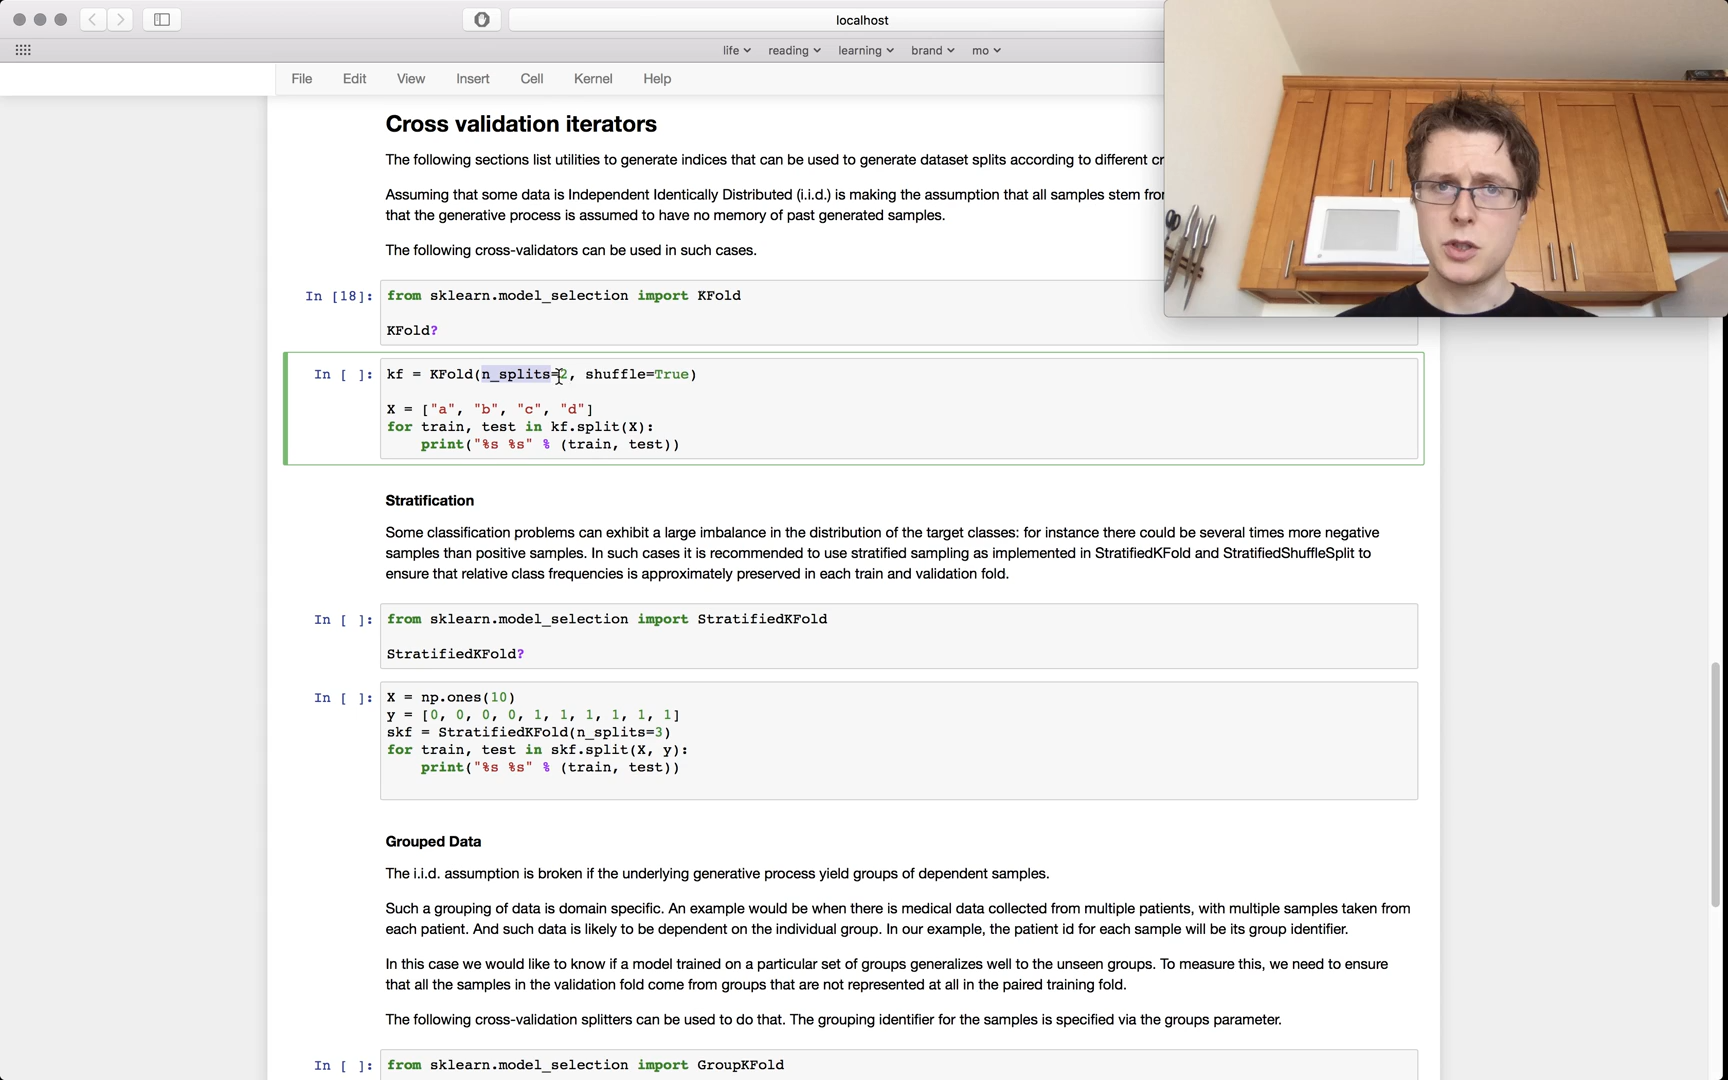 localhost
life reading learning brand mo
File Edit View Insert Cell Kernel Help
Cross validation iterators
The following sections list utilities to generate indices that can be used to generate dataset splits according to different cr
Assuming that some data is Independent Identically Distributed (i.i.d.) is making the assumption that all samples stem from
that the generative process is assumed to have no memory of past generated samples.
The following cross-validators can be used in such cases.
In [18]: from sklearn.model_selection import KFold
KFold?
In [ ]: kf = KFold(n_splits=2, shuffle=True)
X = ["a", "b", "c", "d"]
for train, test in kf.split(X):
print("%s %s" % (train, test))
Stratification
Some classification problems can exhibit a large imbalance in the distribution of the target classes: for instance there could be several times more negative
samples than positive samples. In such cases it is recommended to use stratified sampling as implemented in StratifiedKFold and StratifiedShuffleSplit to
ensure that relative class frequencies is approximately preserved in each train and validation fold.
In [ ]: from sklearn.model_selection import StratifiedKFold
StratifiedKFold?
In [ ]: X = np.ones(10)
y = [0, 0, 0, 0, 1, 1, 1, 1, 1, 1]
skf = StratifiedKFold(n_splits=3)
for train, test in skf.split(X, y):
print("%s %s" % (train, test))
Grouped Data
The i.i.d. assumption is broken if the underlying generative process yield groups of dependent samples.
Such a grouping of data is domain specific. An example would be when there is medical data collected from multiple patients, with multiple samples taken from
each patient. And such data is likely to be dependent on the individual group. In our example, the patient id for each sample will be its group identifier.
In this case we would like to know if a model trained on a particular set of groups generalizes well to the unseen groups. To measure this, we need to ensure
that all the samples in the validation fold come from groups that are not represented at all in the paired training fold.
The following cross-validation splitters can be used to do that. The grouping identifier for the samples is specified via the groups parameter.
In [ ]: from sklearn.model_selection import GroupKFold